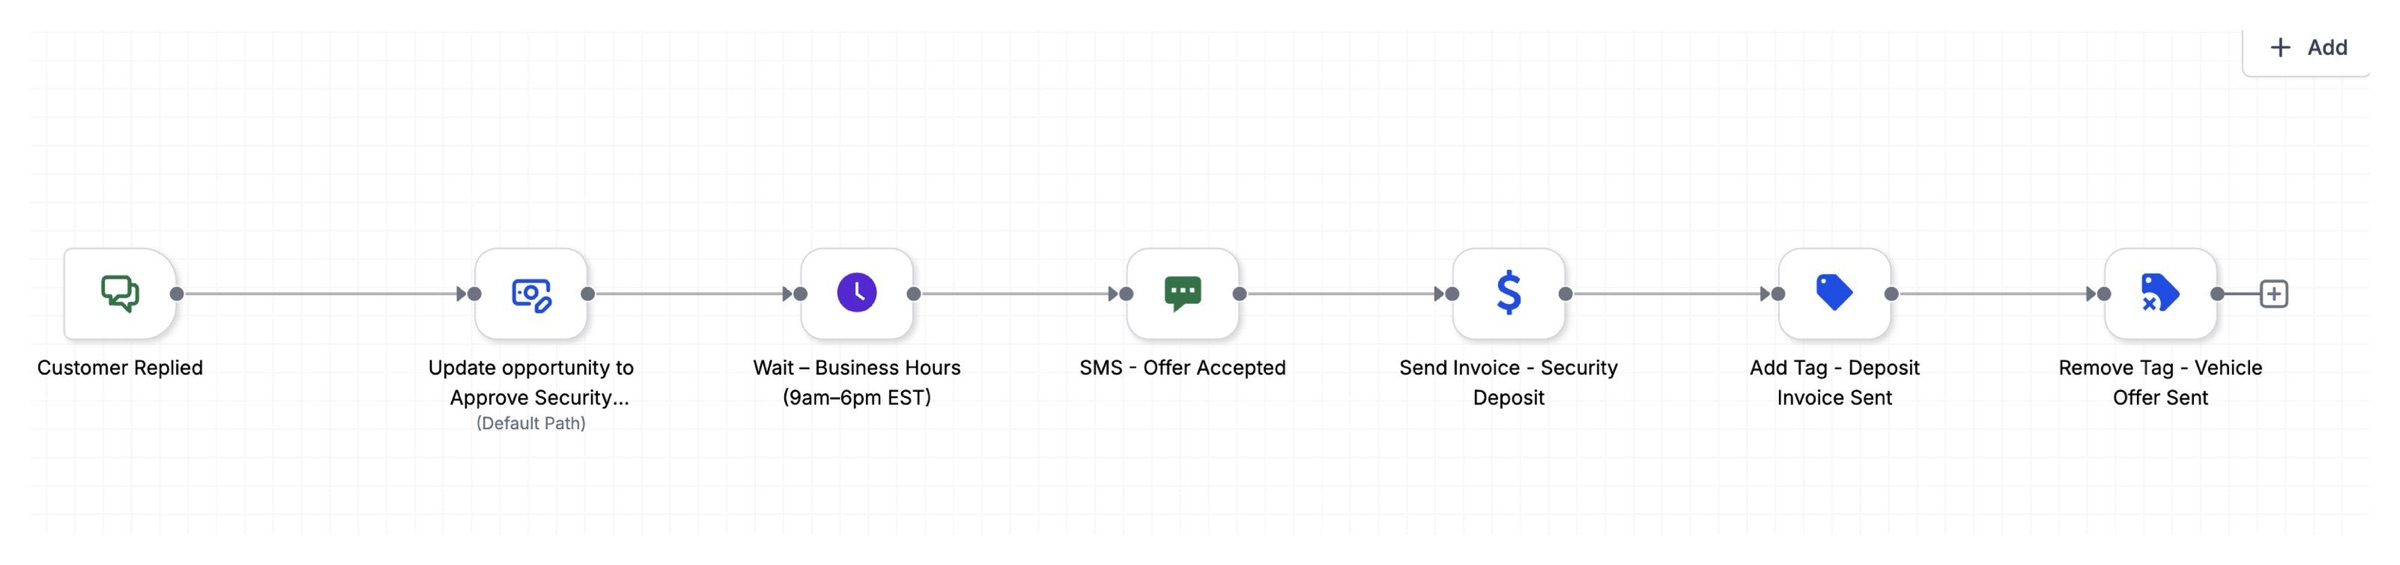 Add
Customer Replied
Update opportunity to
Approve Security...
(Default Path)
Wait – Business Hours
(9am–6pm EST)
SMS - Offer Accepted
$
Send Invoice - Security
Deposit
Add Tag - Deposit
Invoice Sent
Remove Tag - Vehicle
Offer Sent